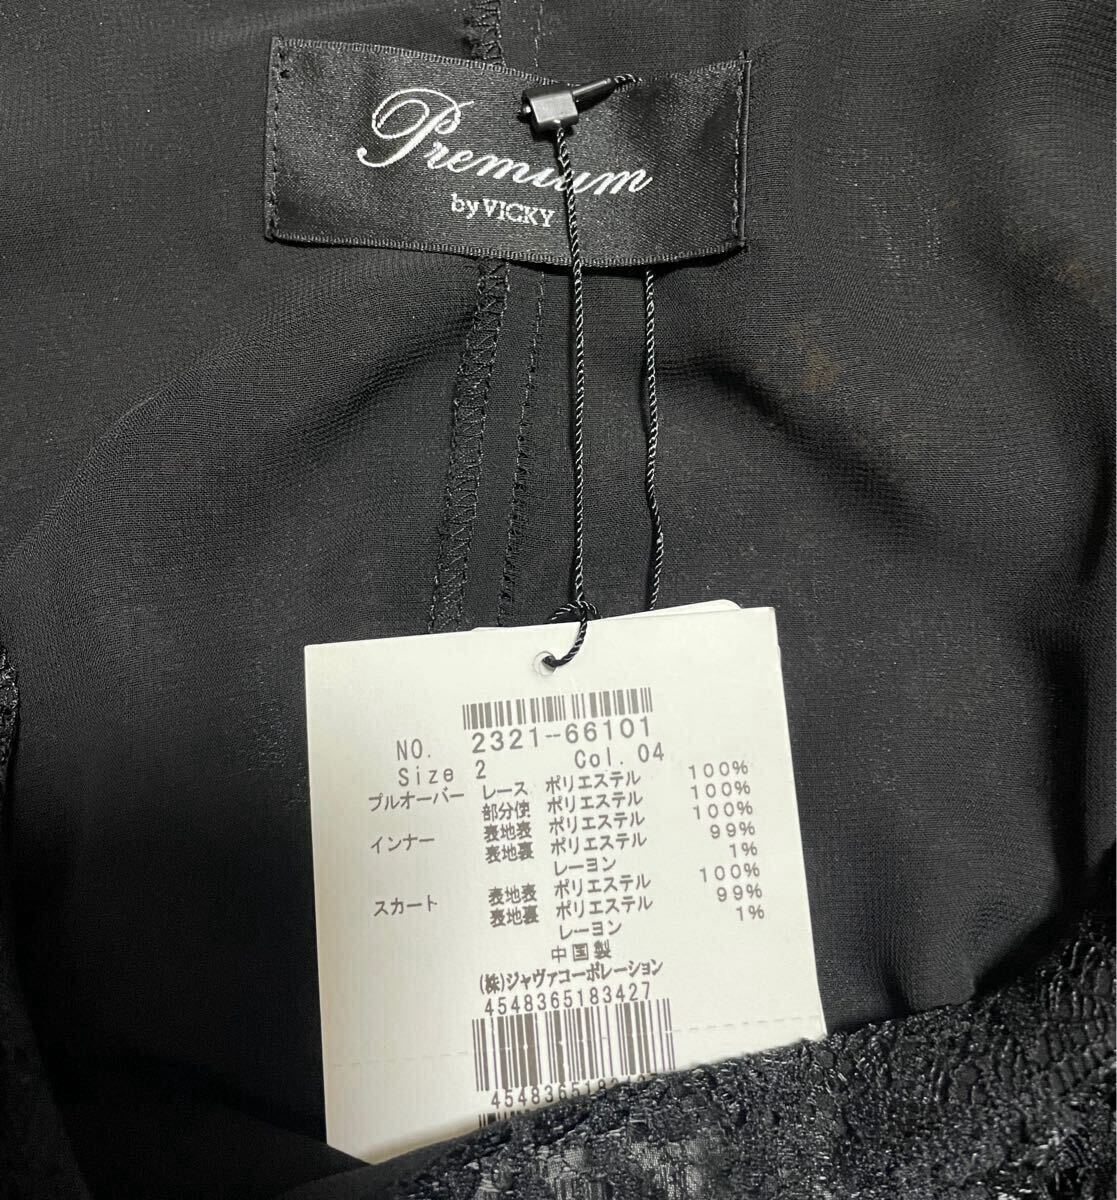 Premium
by VICKY
NO. 2321-66101
Size 2 Col. 04
プルオーバー レース ポリエステル 100%
部分使 ポリエステル 100%
インナー 表地表 ポリエステル 100%
表地裏 ポリエステル 99%
レーヨン 1%
スカート 表地表 ポリエステル 100%
表地裏 ポリエステル 99%
レーヨン 1%
中国製
(株)ジャヴァコーポレーション
4548365183427